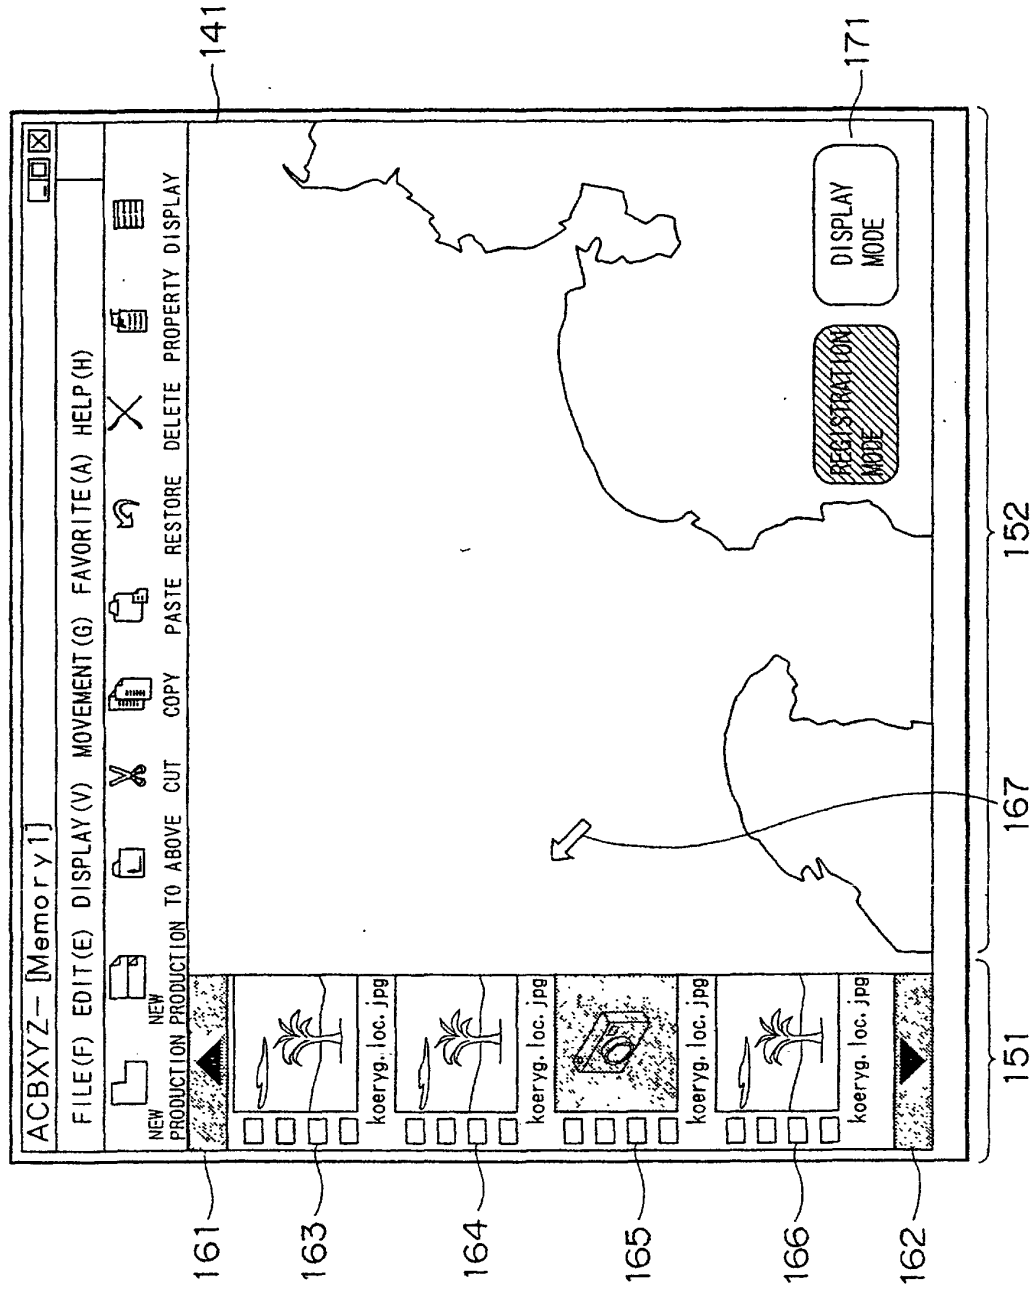 ACBXYZ—[Memory1]
FILE(F) EDIT(E) DISPLAY(V) MOVEMENT(G) FAVORITE(A) HELP(H)
NEW PRODUCTION
NEW PRODUCTION
TO ABOVE
CUT
COPY
PASTE
RESTORE
DELETE
PROPERTY
DISPLAY
141
161
163
koeryg.loc.jpg
164
koeryg.loc.jpg
165
koeryg.loc.jpg
166
koeryg.loc.jpg
162
REGISTRATION
MODE
DISPLAY
MODE
171
151
167
152